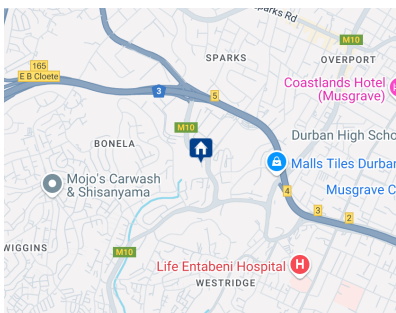 Sparks Rd
M10
SPARKS
OVERPORT
165
E B Cloete
Coastlands Hotel
(Musgrave)
3
5
M10
Durban High Scho
BONELA
Malls Tiles Durban
Mojo's Carwash
& Shisanyama
4
Musgrave C
3
2
WIGGINS
M10
Life Entabeni Hospital
H
WESTRIDGE